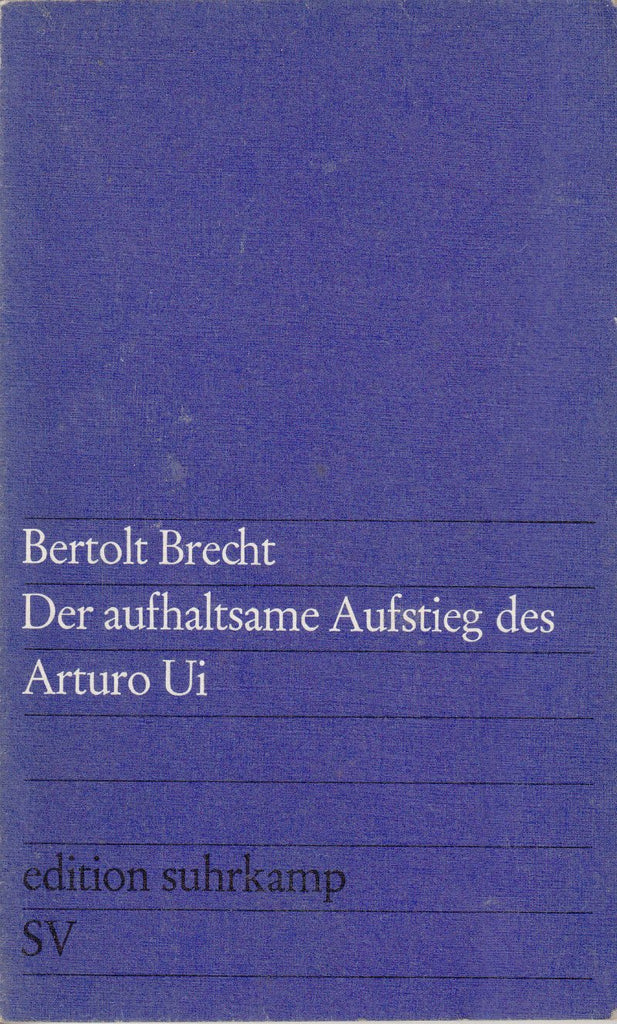 Bertolt Brecht
Der aufhaltsame Aufstieg des
Arturo Ui
edition suhrkamp
SV